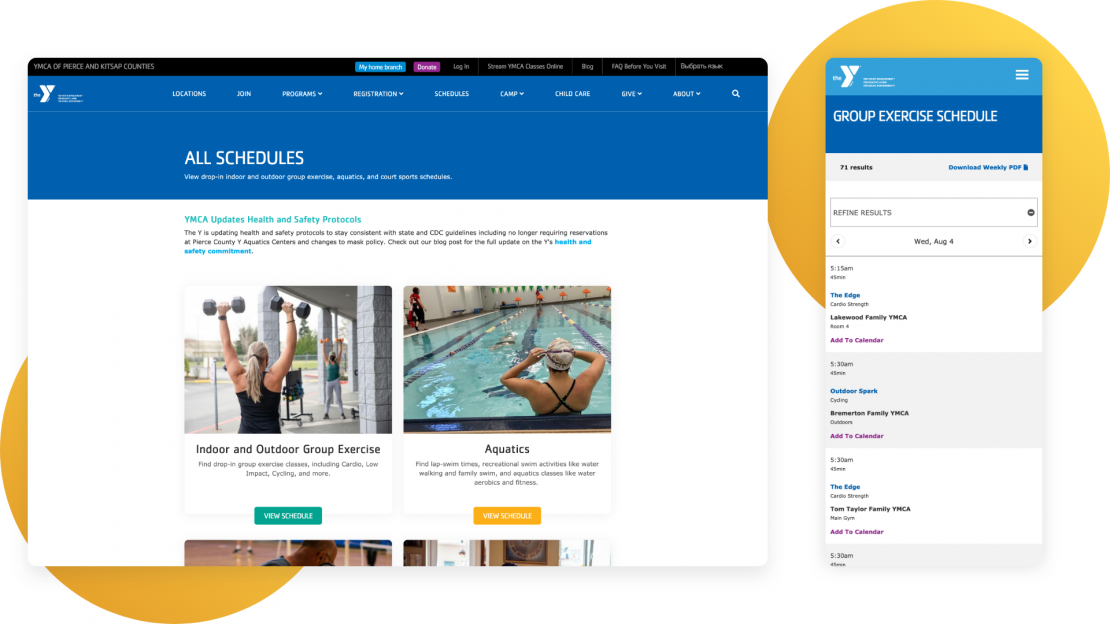 YMCA OF PIERCE AND KITSAP COUNTIES
My home branch
Donate
Log In
Stream YMCA Classes Online
Blog
FAQ Before You Visit
Выбрать язык
the Y
LOCATIONS
JOIN
PROGRAMS
REGISTRATION
SCHEDULES
CAMP
CHILD CARE
GIVE
ABOUT
ALL SCHEDULES
View drop-in indoor and outdoor group exercise, aquatics, and court sports schedules.
YMCA Updates Health and Safety Protocols
The Y is updating health and safety protocols to stay consistent with state and CDC guidelines including no longer requiring reservations
at Pierce County Y Aquatics Centers and changes to mask policy. Check out our blog post for the full update on the Y's health and
safety commitment.
Indoor and Outdoor Group Exercise
Find drop-in group exercise classes, including Cardio, Low
Impact, Cycling, and more.
VIEW SCHEDULE
Aquatics
Find lap-swim times, recreational swim activities like water
walking and family swim, and aquatics classes like water
aerobics and fitness.
VIEW SCHEDULE
the Y
GROUP EXERCISE SCHEDULE
71 results
Download Weekly PDF
REFINE RESULTS
Wed, Aug 4
5:15am
45min
The Edge
Cardio Strength
Lakewood Family YMCA
Room 4
Add To Calendar
5:30am
45min
Outdoor Spark
Cycling
Bremerton Family YMCA
Outdoors
Add To Calendar
5:30am
45min
The Edge
Cardio Strength
Tom Taylor Family YMCA
Main Gym
Add To Calendar
5:30am
45min